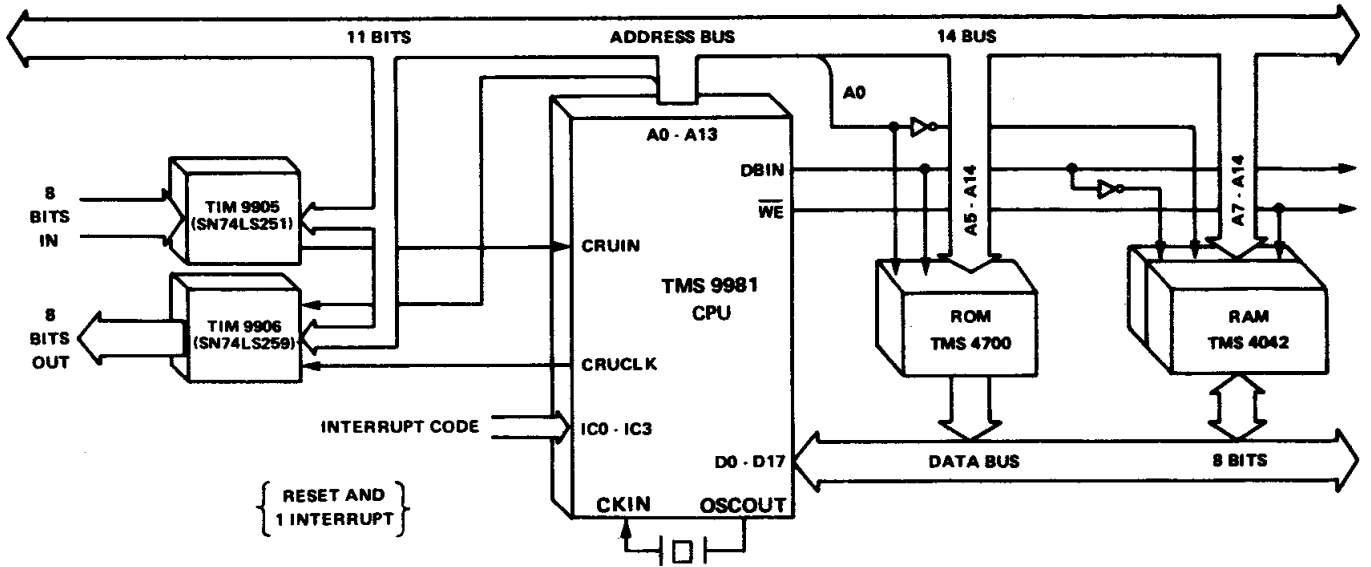 11 BITS
ADDRESS BUS
14 BUS
A0
A0 - A13
DBIN
WE
A5 - A14
A7 - A14
8
BITS
IN
TIM 9905
(SN74LS251)
CRUIN
TMS 9981
CPU
ROM
TMS 4700
RAM
TMS 4042
8
BITS
OUT
TIM 9906
(SN74LS259)
CRUCLK
INTERRUPT CODE
IC0 - IC3
D0 - D17
DATA BUS
8 BITS
RESET AND
1 INTERRUPT
CKIN
OSCOUT